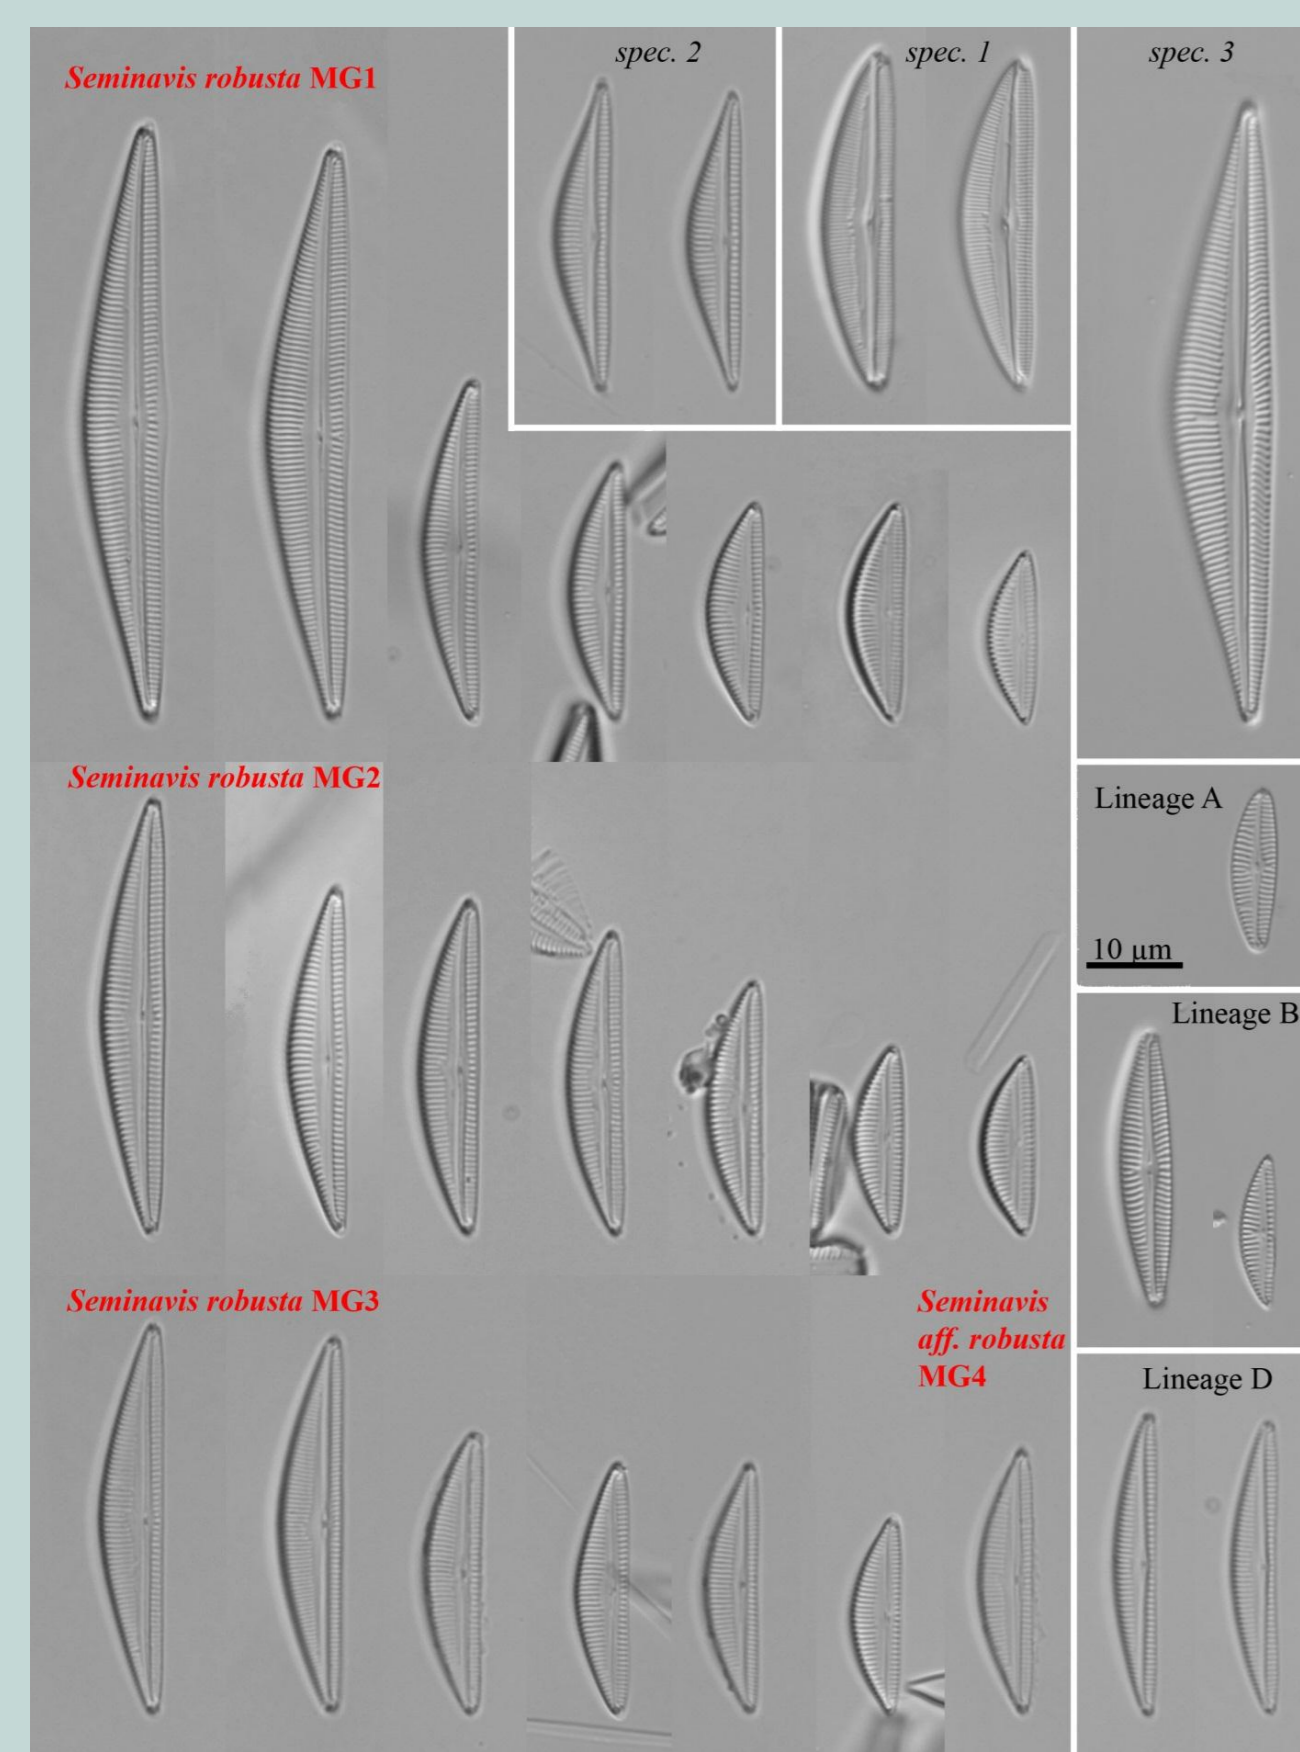 Seminavis robusta MG1
spec. 2
spec. 1
spec. 3
Seminavis robusta MG2
Lineage A
10 µm
Lineage B
Seminavis robusta MG3
Seminavis
aff. robusta
MG4
Lineage D